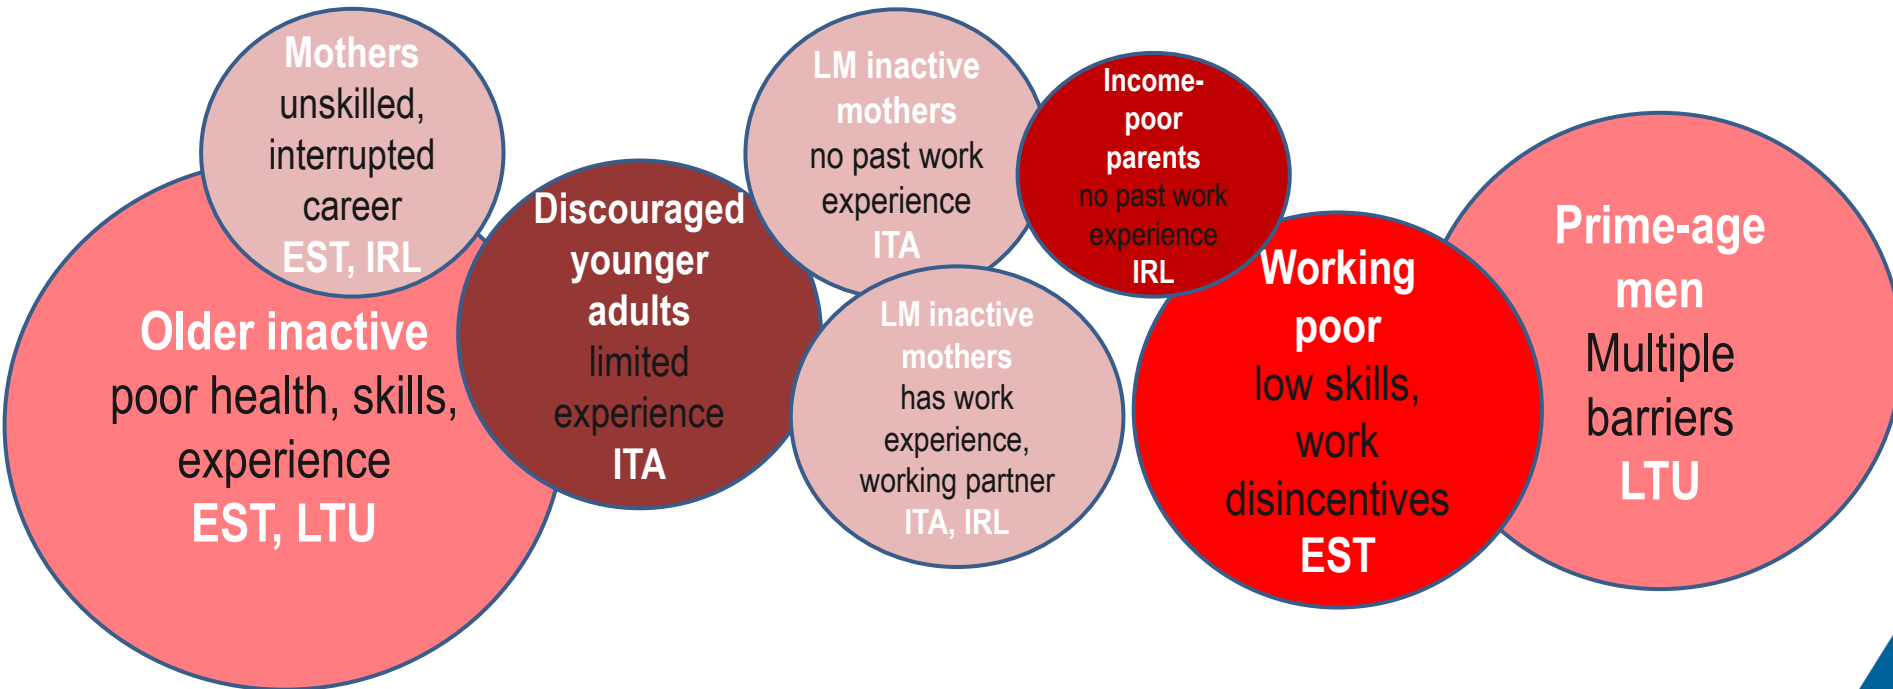 Mothers
unskilled,
interrupted
career
EST, IRL
Older inactive
poor health, skills,
experience
EST, LTU
Discouraged
younger
adults
limited
experience
ITA
LM inactive
mothers
no past work
experience
ITA
LM inactive
mothers
has work
experience,
working partner
ITA, IRL
Income-
poor
parents
no past work
experience
IRL
Working
poor
low skills,
work
disincentives
EST
Prime-age
men
Multiple
barriers
LTU